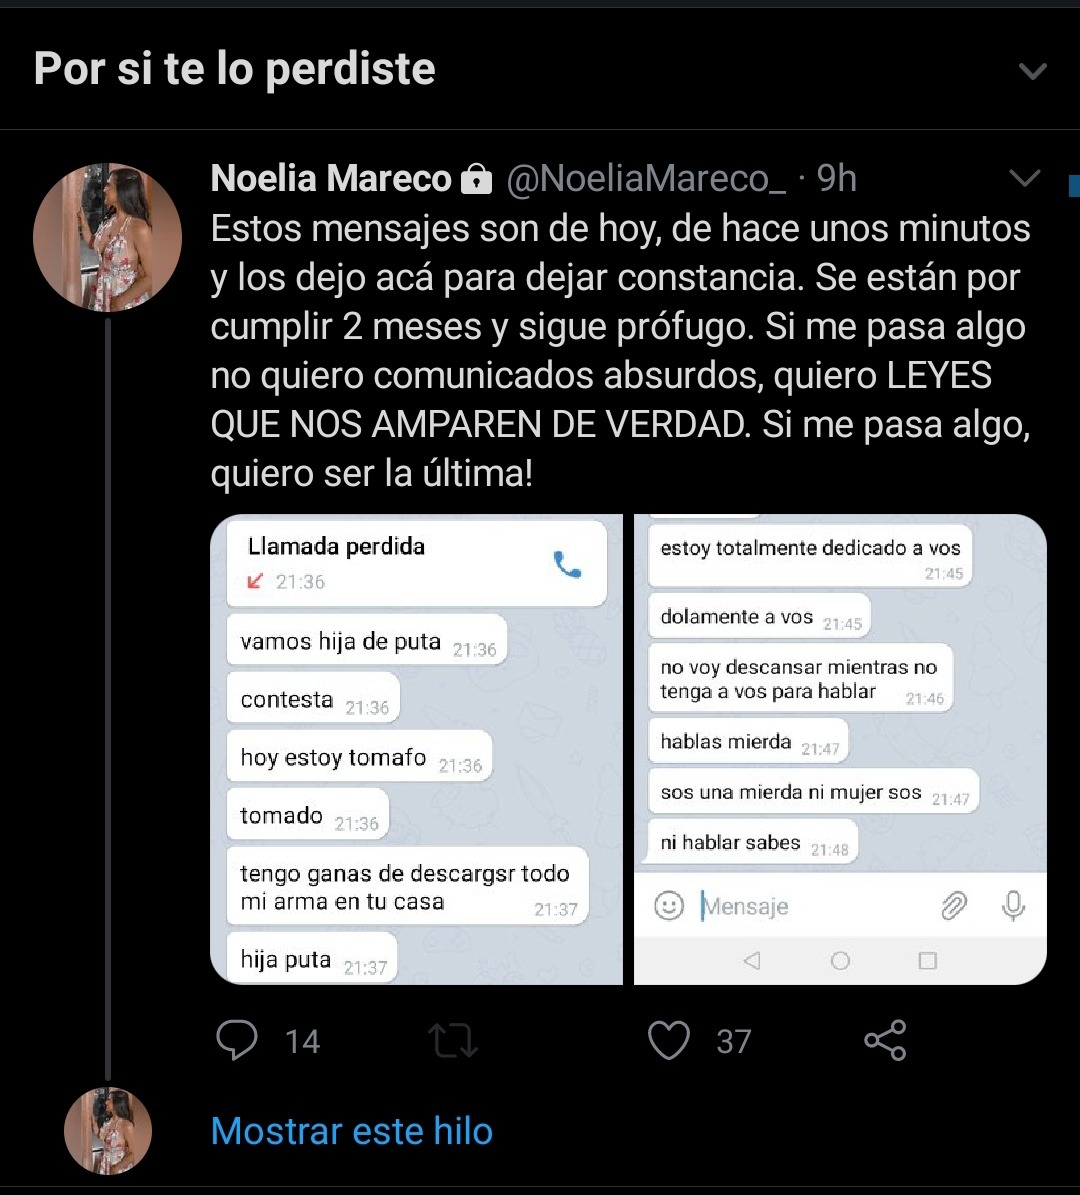 Por si te lo perdiste
Noelia Mareco @NoeliaMareco_ · 9h
Estos mensajes son de hoy, de hace unos minutos
y los dejo acá para dejar constancia. Se están por
cumplir 2 meses y sigue prófugo. Si me pasa algo
no quiero comunicados absurdos, quiero LEYES
QUE NOS AMPAREN DE VERDAD. Si me pasa algo,
quiero ser la última!
Llamada perdida
21:36
vamos hija de puta 21:36
contesta 21:36
hoy estoy tomafo 21:36
tomado 21:36
tengo ganas de descargsr todo
mi arma en tu casa 21:37
hija puta 21:37
estoy totalmente dedicado a vos
21:45
dolamente a vos 21:45
no voy descansar mientras no
tenga a vos para hablar 21:46
hablas mierda 21:47
sos una mierda ni mujer sos 21:47
ni hablar sabes 21:48
Mensaje
14
37
Mostrar este hilo